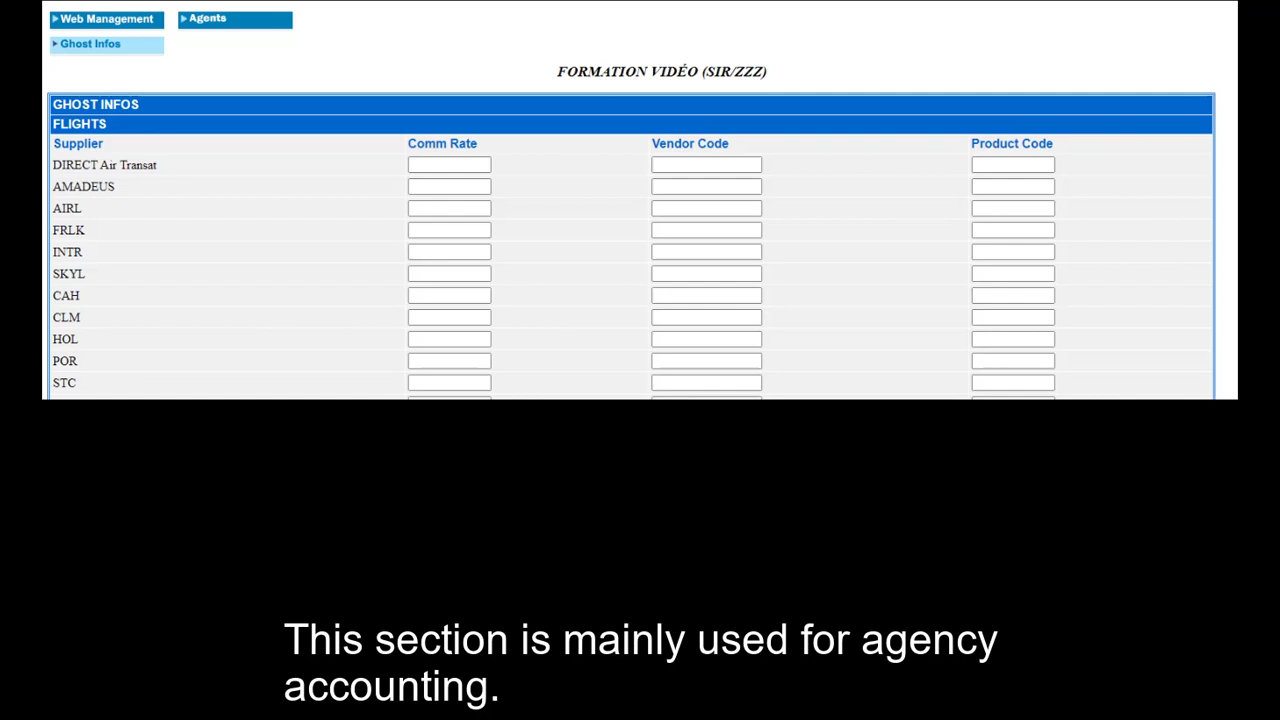 Web Management
Agents
Ghost Infos
FORMATION VIDÉO (SIR/ZZZ)
GHOST INFOS
FLIGHTS
Supplier Comm Rate Vendor Code Product Code
DIRECT Air Transat
AMADEUS
AIRL
FRLK
INTR
SKYL
CAH
CLM
HOL
POR
STC
This section is mainly used for agency
accounting.